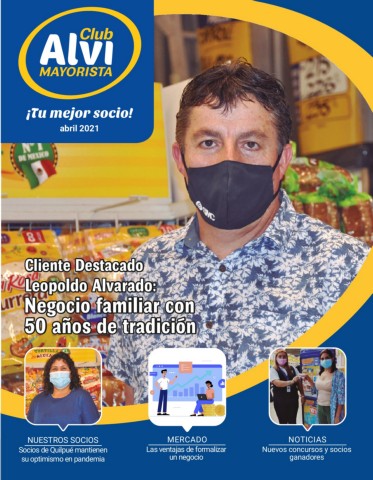 Club
Alvi
MAYORISTA
¡Tu mejor socio!
abril 2021
DE MÉXICO
Cliente Destacado
Leopoldo Alvarado:
Negocio familiar con
50 años de tradición
NUESTROS SOCIOS
Socios de Quilpué mantienen
su optimismo en pandemia
MERCADO
Las ventajas de formalizar
un negocio
NOTICIAS
Nuevos concursos y socios
ganadores